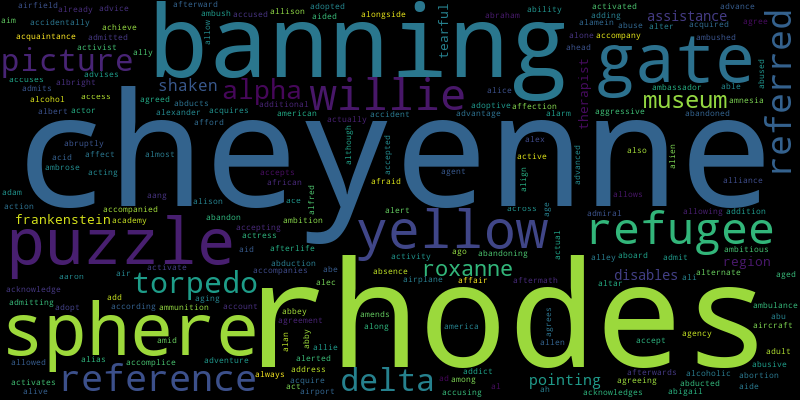 airfield already advice
afterward
ambush accused allison adopted activated alongside alamein adding alter acquired agree
aim accidentally achieve
acquaintance admitted activist ally
banning
tearful
ability
abraham
assistance
abuse alone accompany
ahead ambushed
gate
referred
picture
accuses advises albright
aided
allow
shaken
alpha
willie
alice
therapist
ambassador able abused
museum
amnesia
admits
alcohol access agreed abducts additional
adoptive affection alarm
aggressive abandoned
albert actor alexander acquires american
actually advantage
cheyenne
abruptly afford
although
accident
accepted
alex
advanced
also
alien
acid affect almost
active
ambrose acting accepts
afraid
agent
align
alliance
adam aang alison african
action accompanied ace
alfred
allows
frankenstein
academy
abandon ambition
alert
across
age
admiral allowing addition
puzzle
accepting
actress
aid afterlife
yellow
actual
refugee
ambitious
aaron air activate
abduction
accompanies abe
activity ago abandoning
alley aboard admit
region
torpedo
absence
roxanne
airplane affair aftermath
disables
ali alternate aged
altar
acknowledge
admitting adopt add according ammunition aging account
alec
abbey
agreement
amends
along
america
agrees
ambulance
abu
aircraft
sphere
rhodes
amid
alan
abby
allen
accept
agency
adult
allowed alias accomplice adventure
allie
alerted
address
always
activates
alive
reference
acquire
act
airport
delta
addict
ad among
accusing al
ah
pointing
agreeing
afterwards
alcoholic abusive
abducted abortion
acknowledges abigail aide